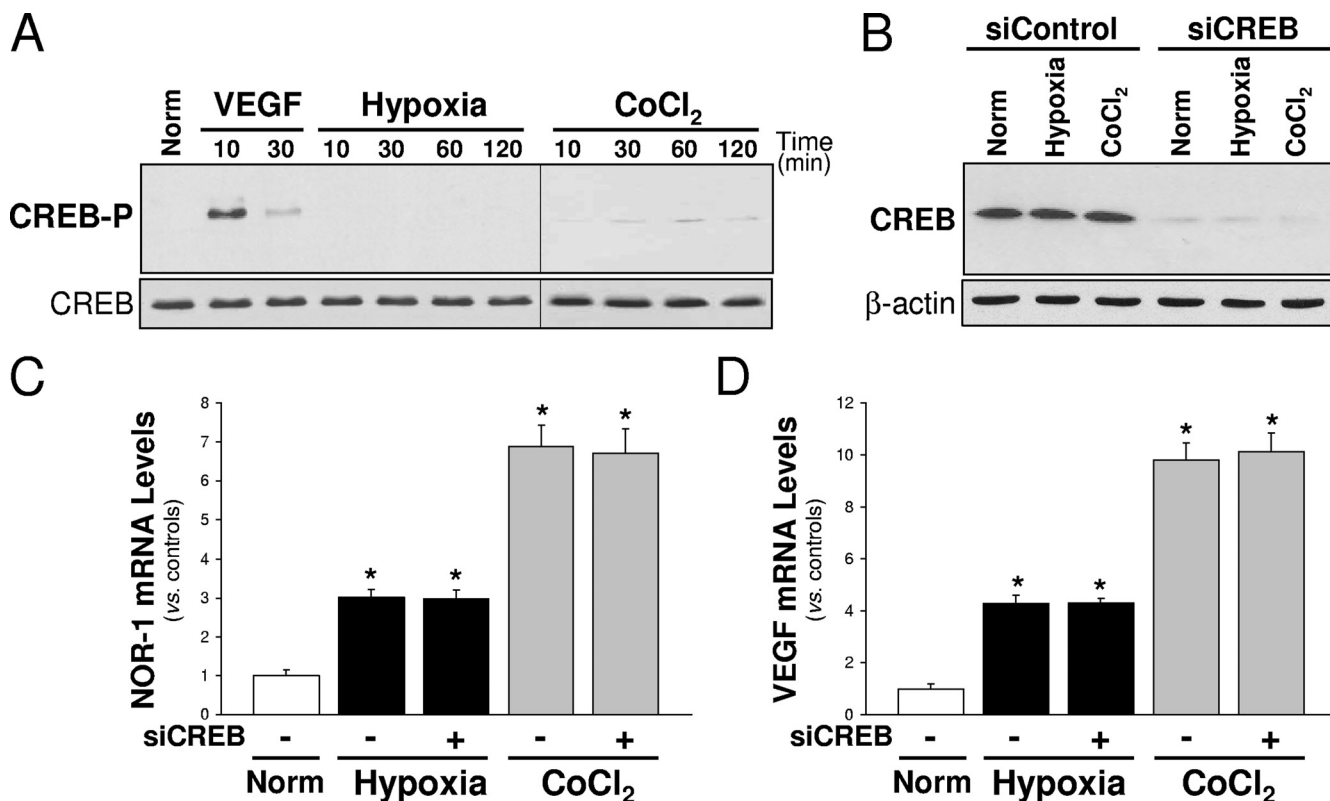 A
Norm
VEGF
Hypoxia
CoCl₂
10 30 10 30 60 120 10 30 60 120
Time
(min)
CREB-P
CREB
B
siControl
siCREB
Norm
Hypoxia
CoCl₂
Norm
Hypoxia
CoCl₂
CREB
β-actin
C
NOR-1 mRNA Levels
(vs. controls)
8
7
6
5
4
3
2
1
0
* * * *
siCREB - - + - +
Norm Hypoxia CoCl₂
D
VEGF mRNA Levels
(vs. controls)
12
10
8
6
4
2
0
* * * *
siCREB - - + - +
Norm Hypoxia CoCl₂